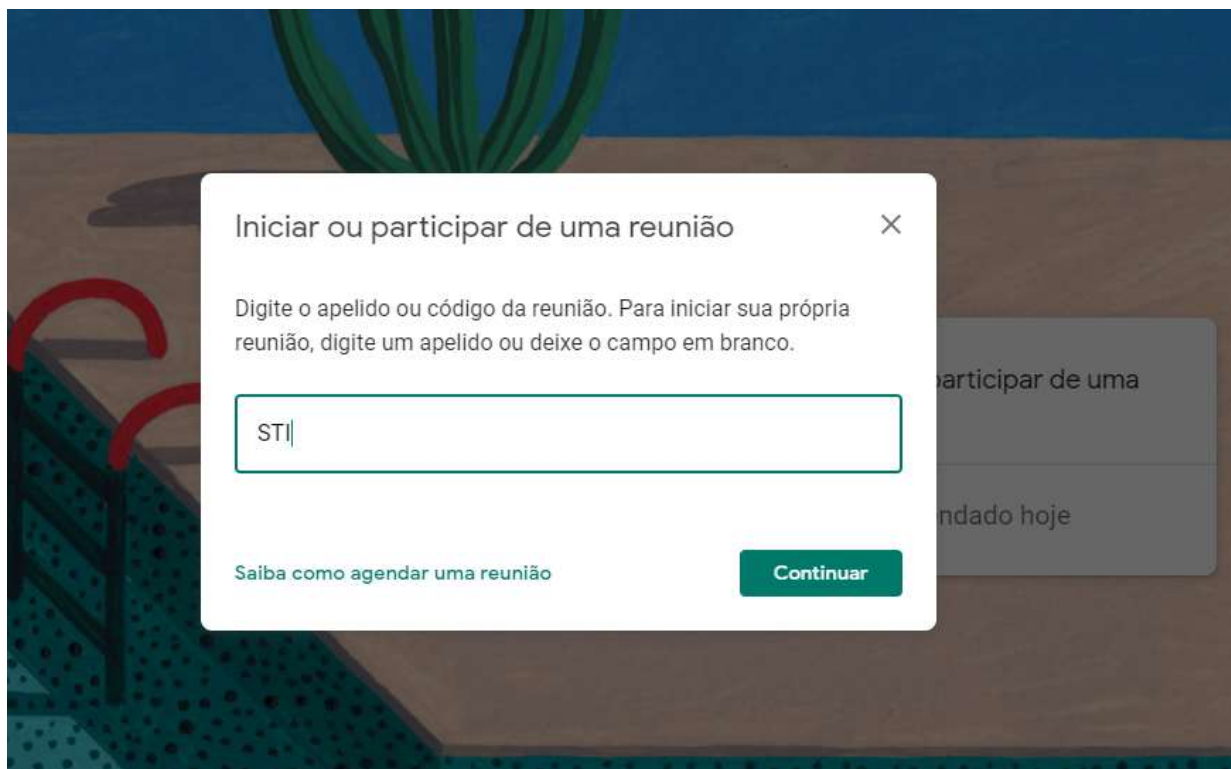 Iniciar ou participar de uma reunião
Digite o apelido ou código da reunião. Para iniciar sua própria
reunião, digite um apelido ou deixe o campo em branco.
STI
Saiba como agendar uma reunião
Continuar
participar de uma
hoje